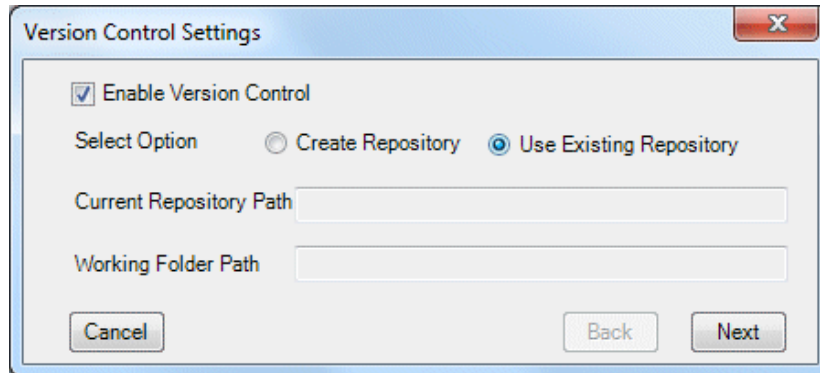 Version Control Settings
Enable Version Control
Select Option Create Repository Use Existing Repository
Current Repository Path
Working Folder Path
Cancel Back Next